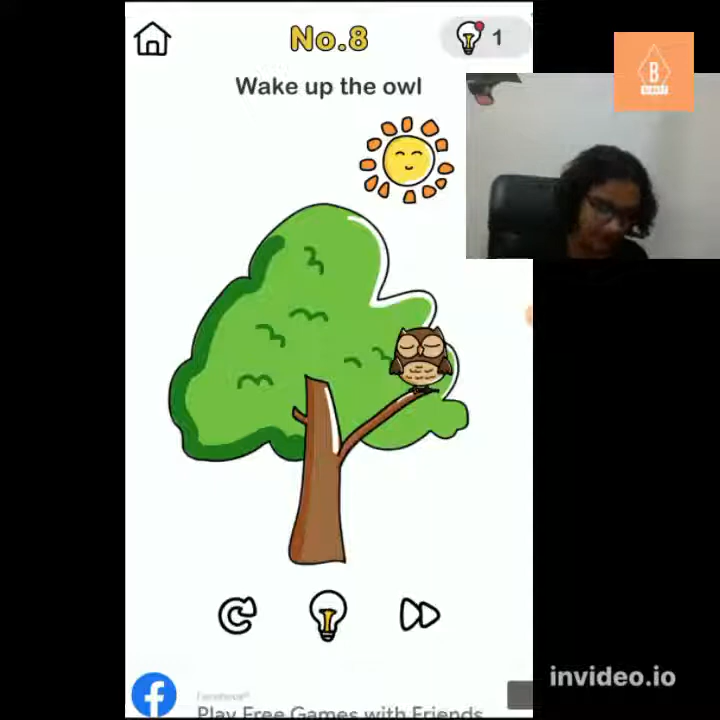 No.8
1
Wake up the owl
B
invideo.io
Play Free Games with Friends